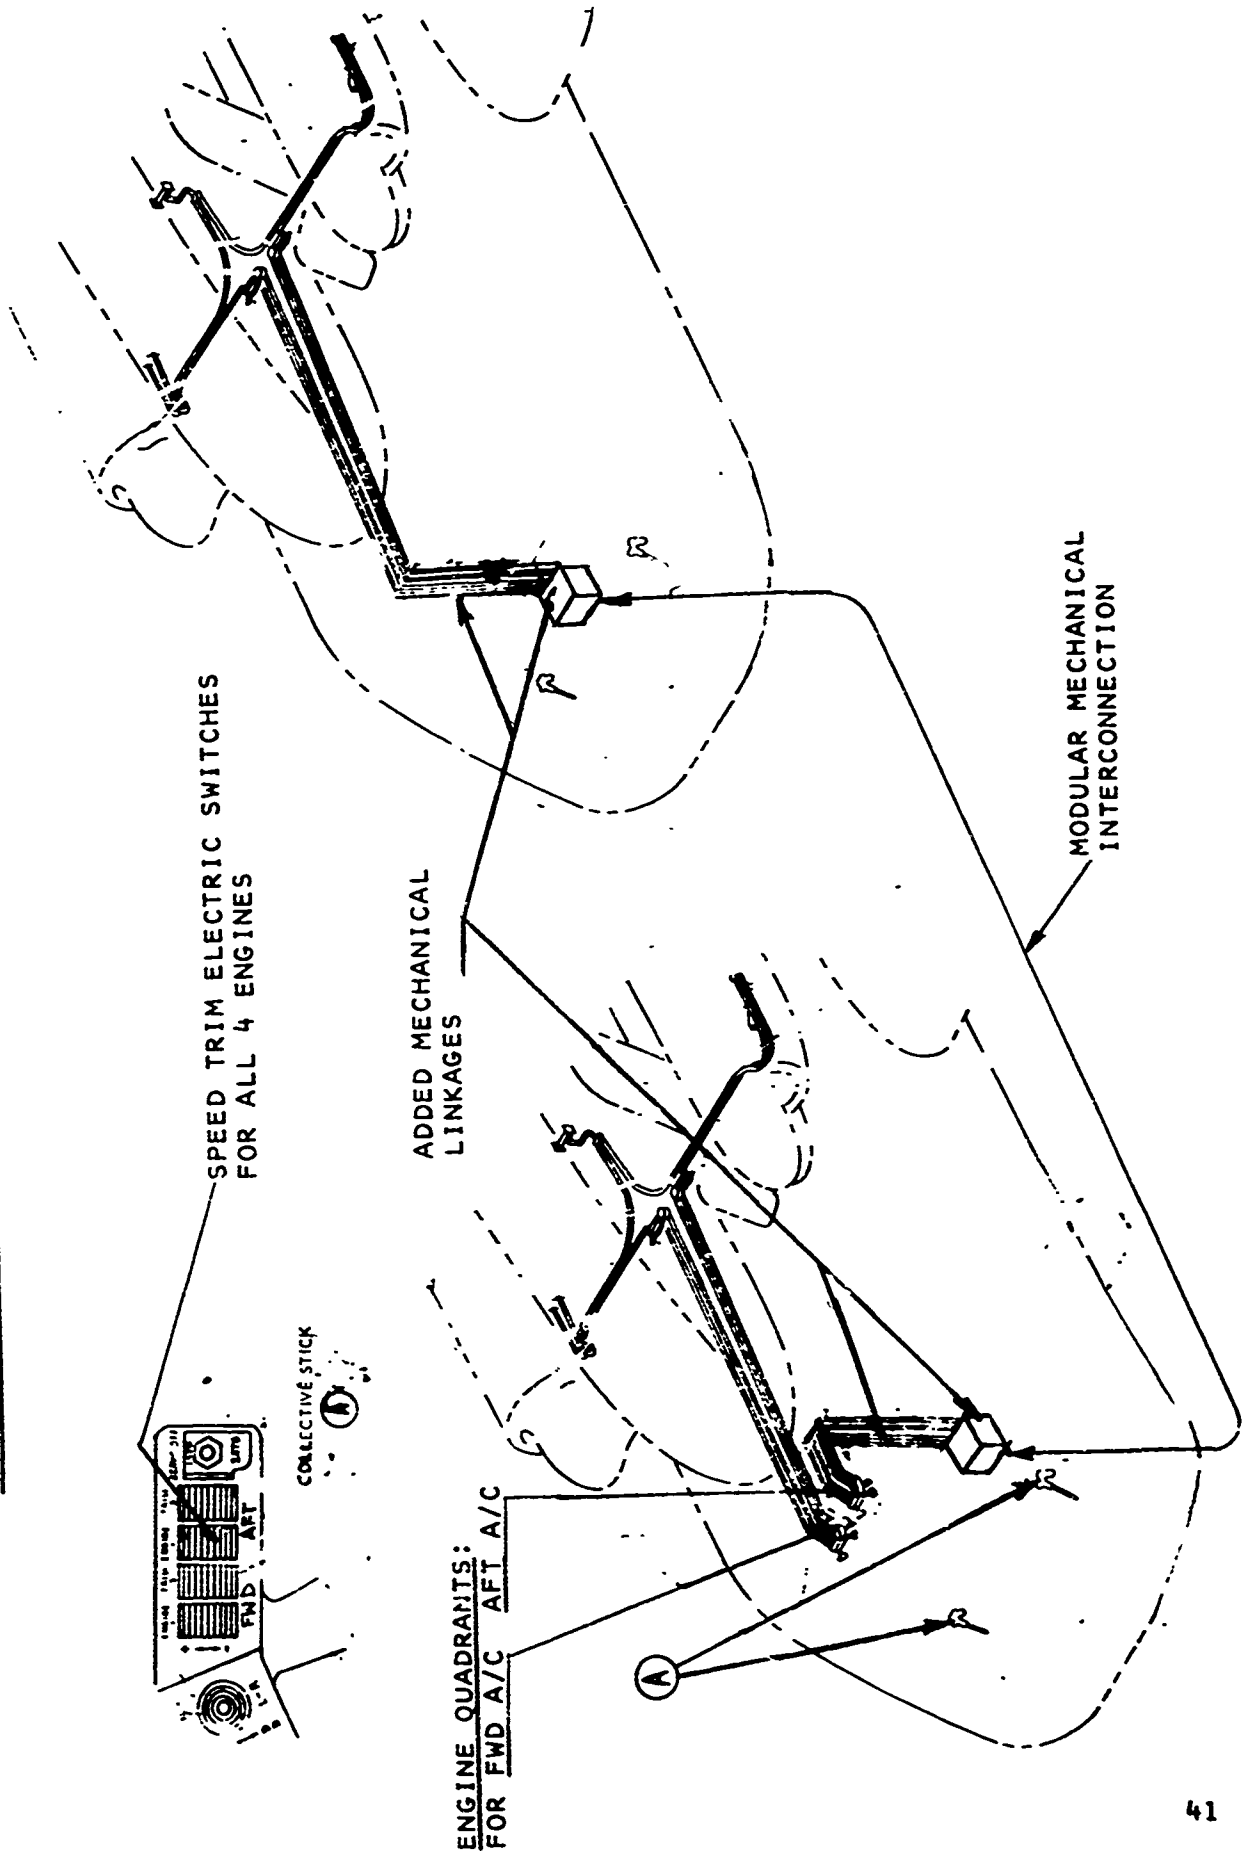 SPEED TRIM ELECTRIC SWITCHES
FOR ALL 4 ENGINES
FWD
AFT
COLLECTIVE STICK
A
ADDED MECHANICAL
LINKAGES
ENGINE QUADRANTS:
FOR FWD A/C AFT A/C
A
MODULAR MECHANICAL
INTERCONNECTION
41